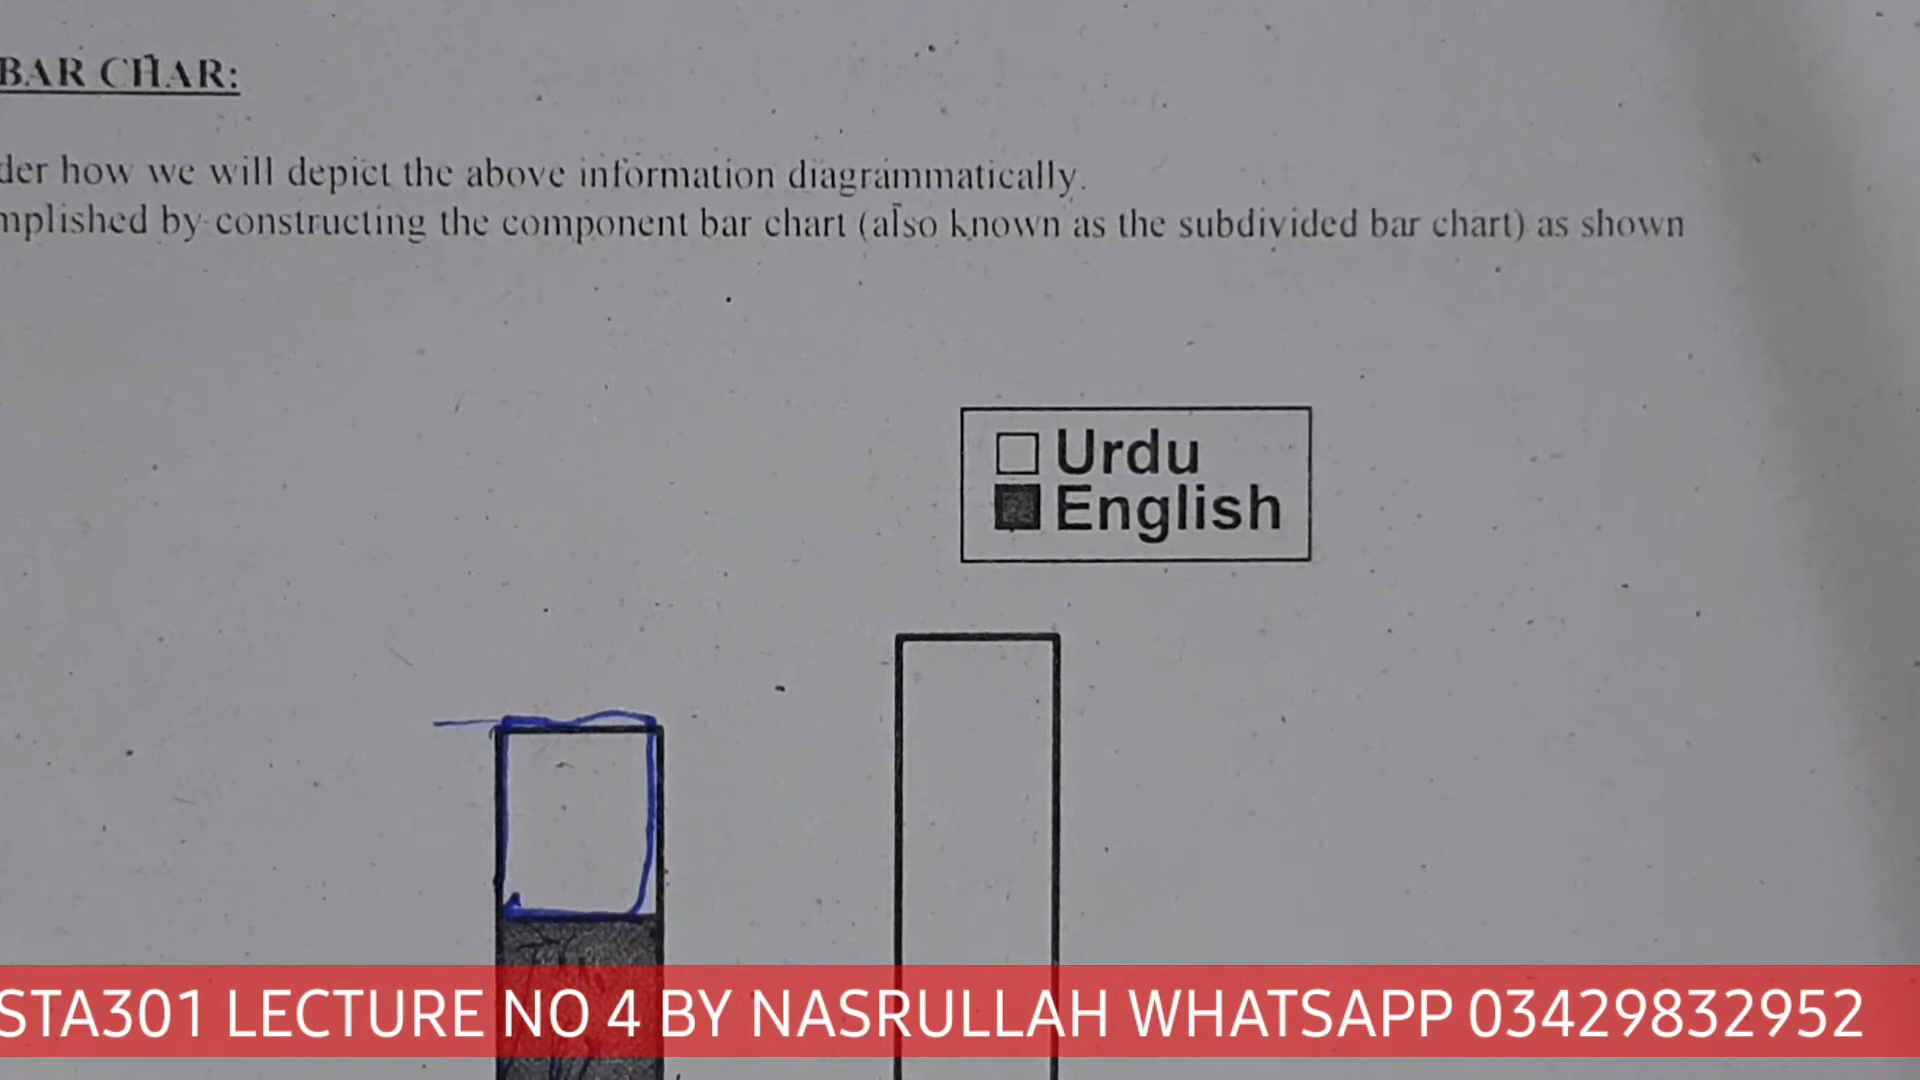 BAR CHAR:
der how we will depict the above information diagrammatically.
mplished by constructing the component bar chart (also known as the subdivided bar chart) as shown
Urdu
English
STA301 LECTURE NO 4 BY NASRULLAH WHATSAPP 03429832952